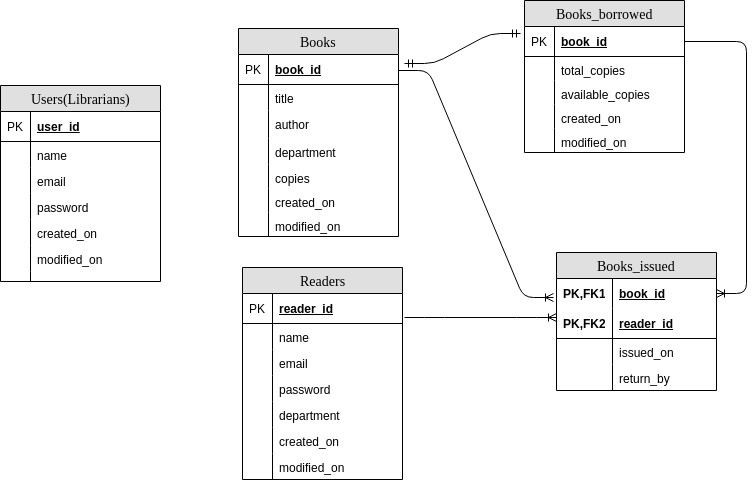 Users(Librarians)
PK user_id
name
email
password
created_on
modified_on
Books
PK book_id
title
author
department
copies
created_on
modified_on
Books_borrowed
PK book_id
total_copies
available_copies
created_on
modified_on
Readers
PK reader_id
name
email
password
department
created_on
modified_on
Books_issued
PK,FK1 book_id
PK,FK2 reader_id
issued_on
return_by